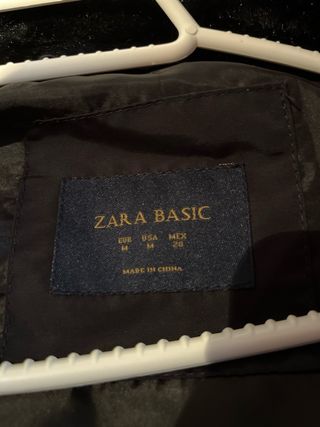 ZARA BASIC
EUR USA MEX
M M 28
MADE IN CHINA